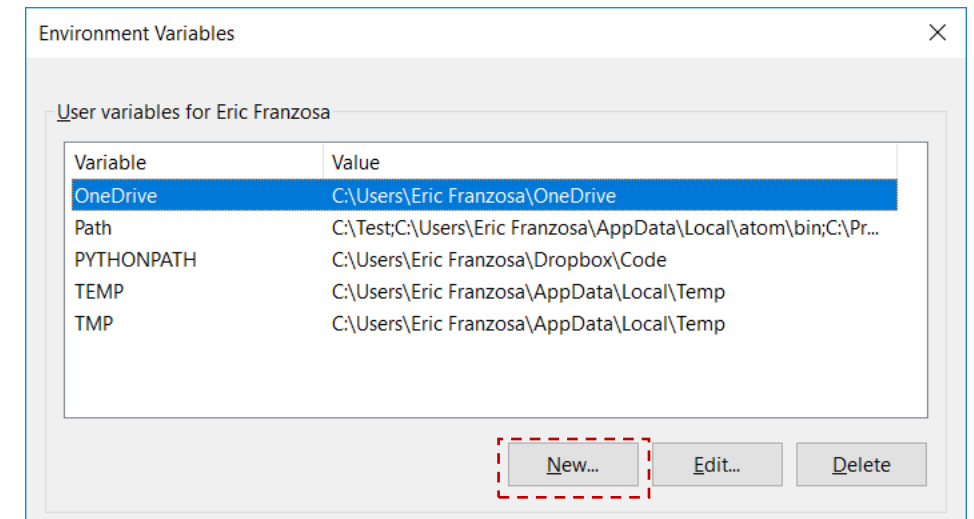 Environment Variables
User variables for Eric Franzosa
Variable Value
OneDrive C:\Users\Eric Franzosa\OneDrive
Path C:\Test;C:\Users\Eric Franzosa\AppData\Local\atom\bin;C:\Pr...
PYTHONPATH C:\Users\Eric Franzosa\Dropbox\Code
TEMP C:\Users\Eric Franzosa\AppData\Local\Temp
TMP C:\Users\Eric Franzosa\AppData\Local\Temp
New... Edit... Delete